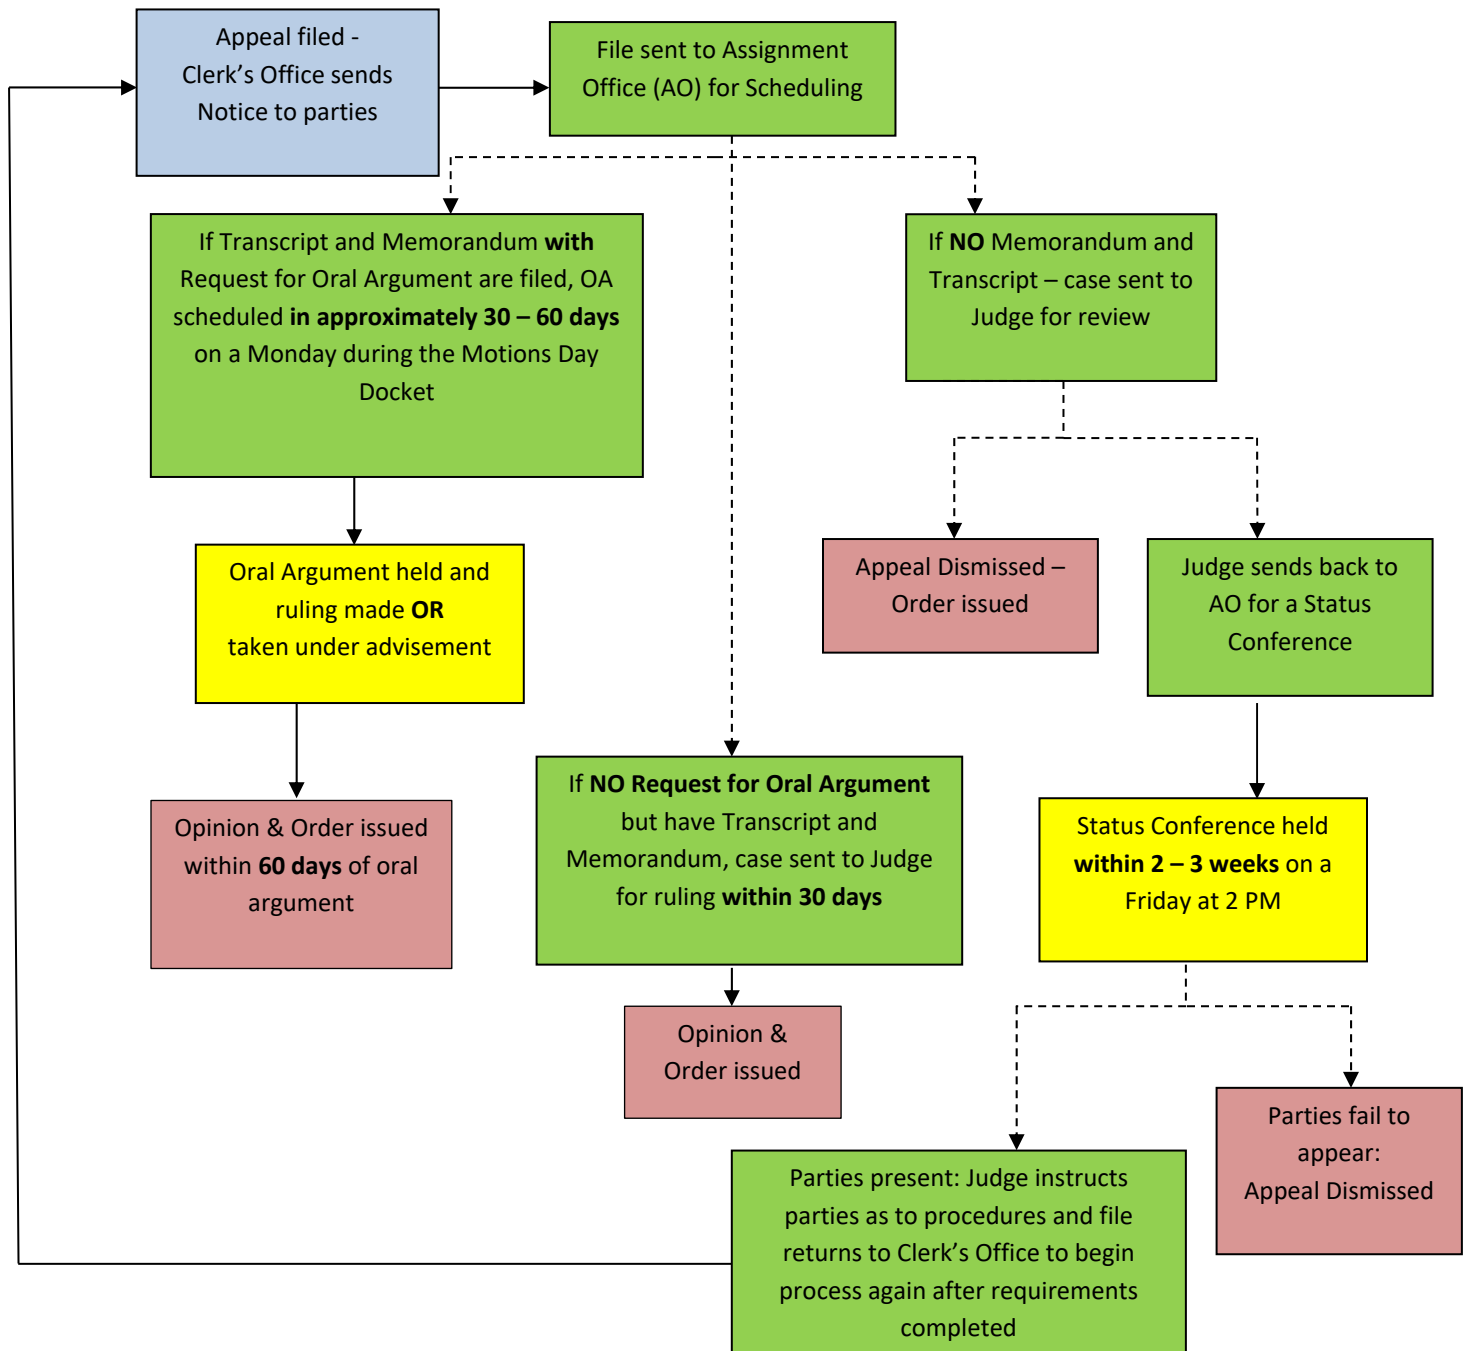 Appeal filed -
Clerk’s Office sends
Notice to parties
File sent to Assignment
Office (AO) for Scheduling
If Transcript and Memorandum with
Request for Oral Argument are filed, OA
scheduled in approximately 30 – 60 days
on a Monday during the Motions Day
Docket
If NO Memorandum and
Transcript – case sent to
Judge for review
Oral Argument held and
ruling made OR
taken under advisement
Appeal Dismissed –
Order issued
Judge sends back to
AO for a Status
Conference
Opinion & Order issued
within 60 days of oral
argument
If NO Request for Oral Argument
but have Transcript and
Memorandum, case sent to Judge
for ruling within 30 days
Status Conference held
within 2 – 3 weeks on a
Friday at 2 PM
Opinion &
Order issued
Parties fail to
appear:
Appeal Dismissed
Parties present: Judge instructs
parties as to procedures and file
returns to Clerk’s Office to begin
process again after requirements
completed